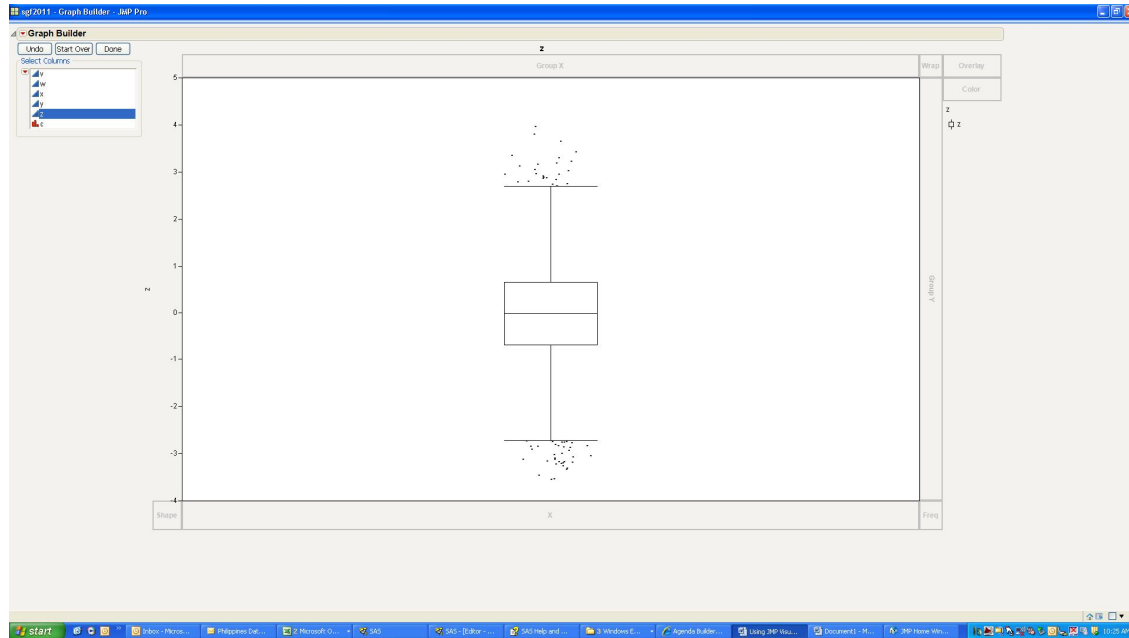 sgf2011 - Graph Builder - JMP Pro
Graph Builder
Undo Start Over Done
Select Columns
v
w
x
y
z
c
z
Group X
Wrap
Overlay
Color
z
z
5
4
3
2
1
0
-1
-2
-3
-4
z
Group Y
Shape
X
Freq
start
Inbox - Micros...
Philippines Dat...
2 Microsoft O...
SAS
SAS - [Editor - ...
SAS Help and ...
3 Windows E...
Agenda Builder...
Using JMP Visu...
Document1 - M...
JMP Home Win...
10:25 AM